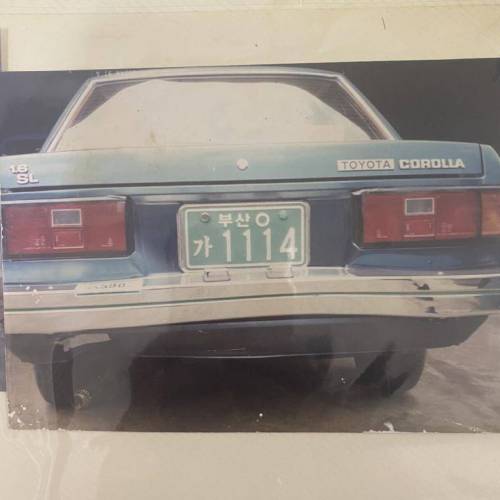 1.6
SL
TOYOTA COROLLA
부산 0
가 1114